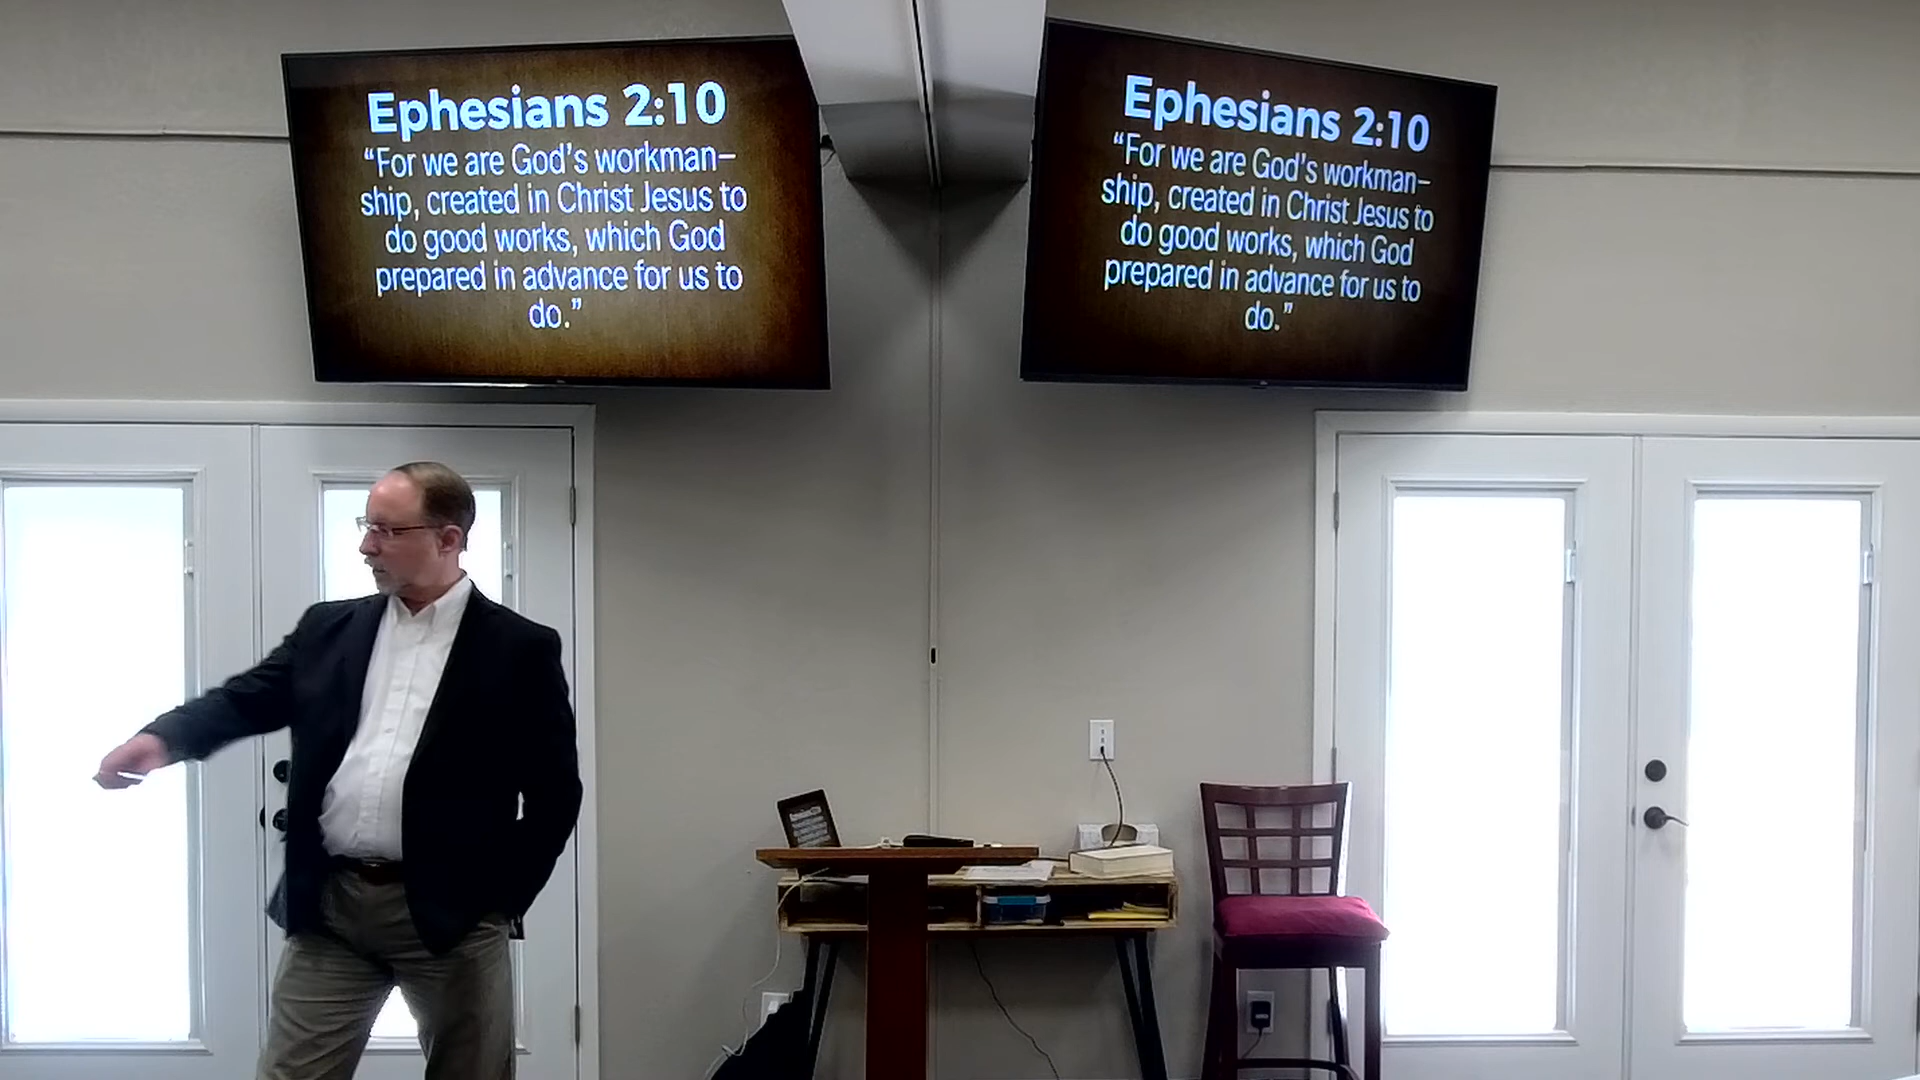 Ephesians 2:10
“For we are God’s workman–
ship, created in Christ Jesus to
do good works, which God
prepared in advance for us to
do.”
Ephesians 2:10
“For we are God’s workman–
ship, created in Christ Jesus to
do good works, which God
prepared in advance for us to
do.”